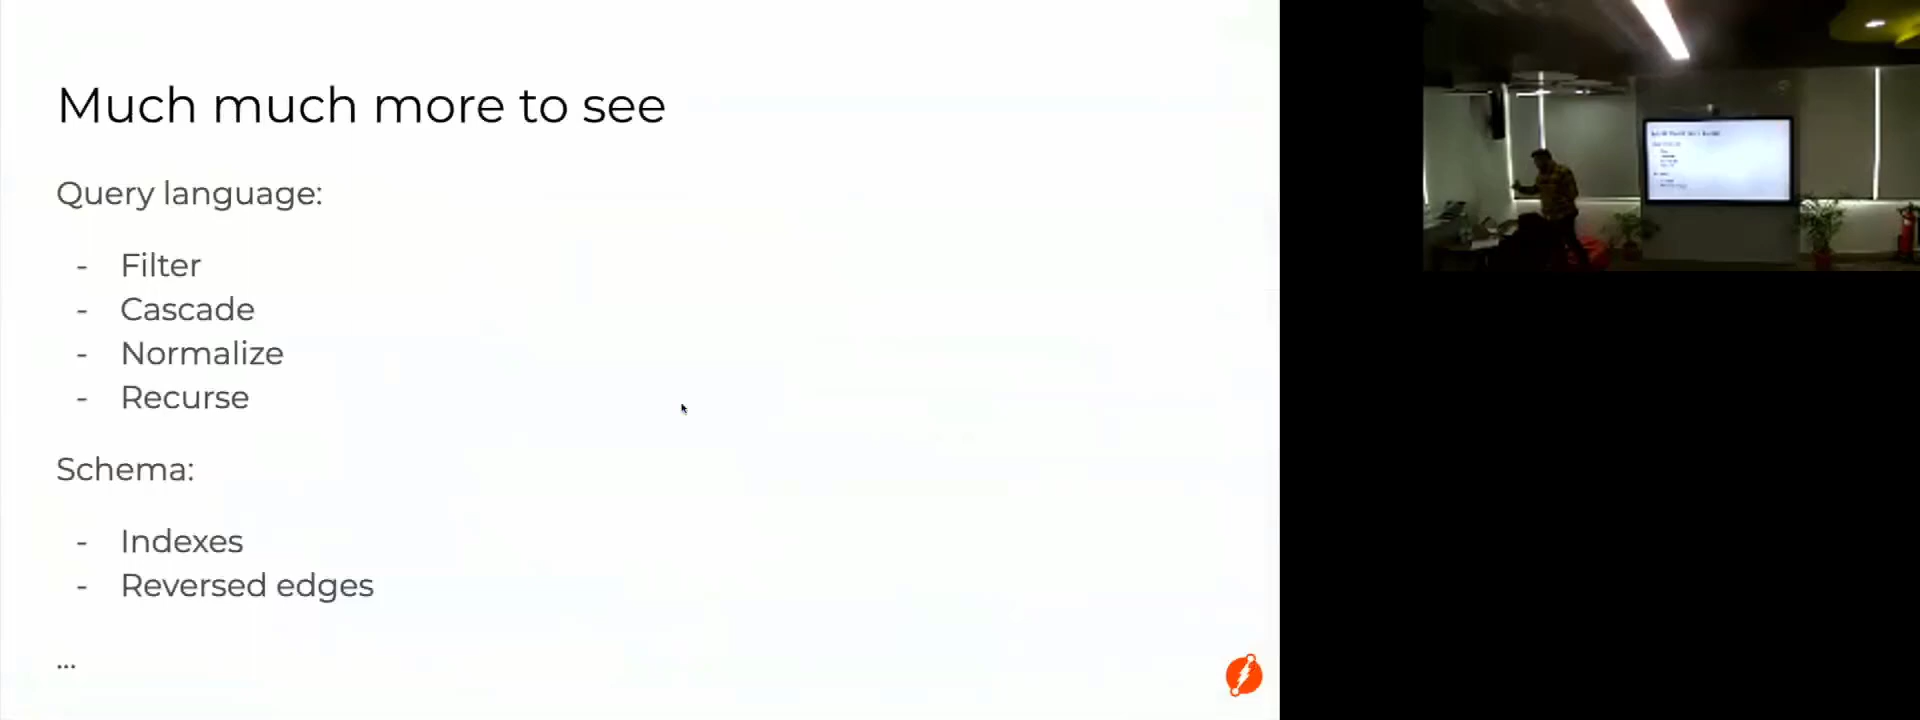 Much much more to see
Query language:
- Filter
- Cascade
- Normalize
- Recurse
Schema:
- Indexes
- Reversed edges
...